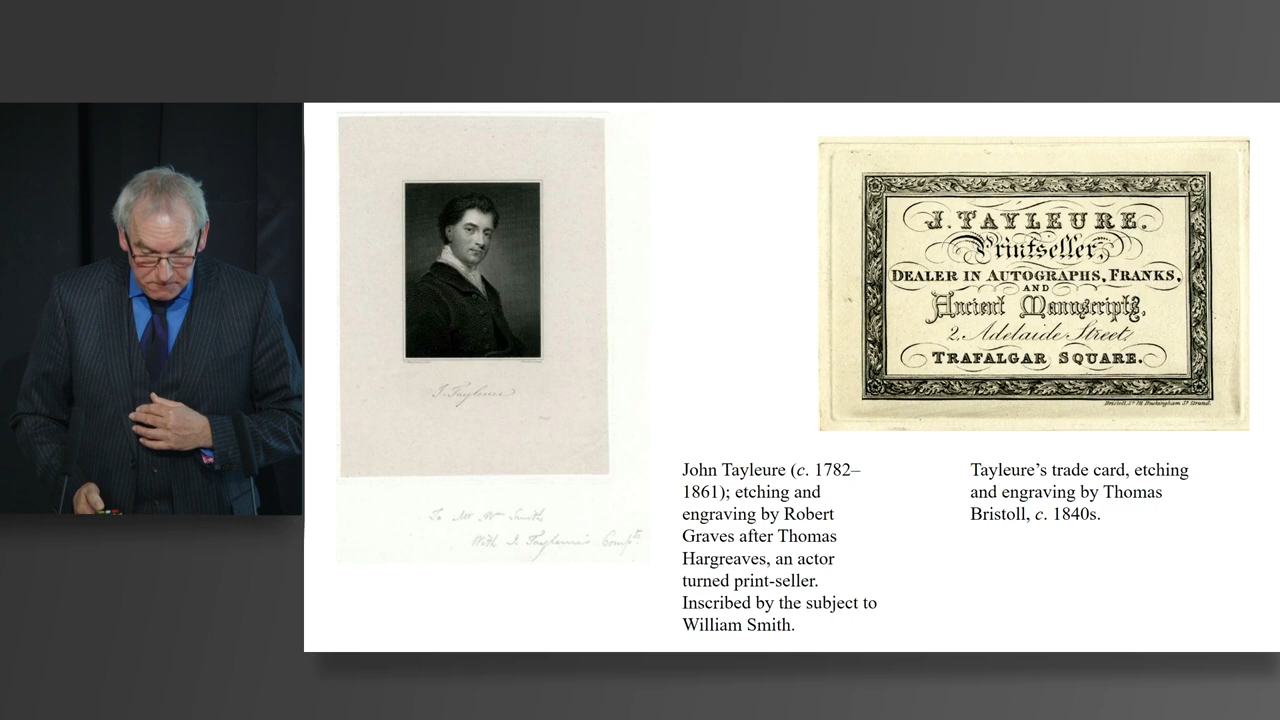 J. Tayleure
To Mr Wm Smith
With J. Tayleure's Compts
J. TAYLEURE.
Printseller,
DEALER IN AUTOGRAPHS, FRANKS,
AND
Ancient Manuscripts,
2, Adelaide Street,
TRAFALGAR SQUARE.
John Tayleure (c. 1782–
1861); etching and
engraving by Robert
Graves after Thomas
Hargreaves, an actor
turned print-seller.
Inscribed by the subject to
William Smith.
Tayleure’s trade card, etching
and engraving by Thomas
Bristoll, c. 1840s.